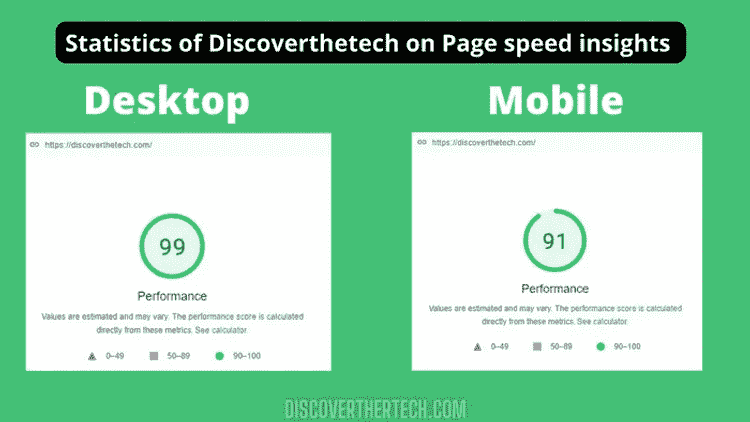 Statistics of Discoverthetech on Page speed insights
Desktop
https://discoverthetech.com/
99
Performance
Values are estimated and may vary. The performance score is calculated
directly from these metrics. See calculator.
0–49 50–89 90–100
Mobile
https://discoverthetech.com/
91
Performance
Values are estimated and may vary. The performance score is calculated
directly from these metrics. See calculator.
0–49 50–89 90–100
DISCOVERTHERTECH.COM